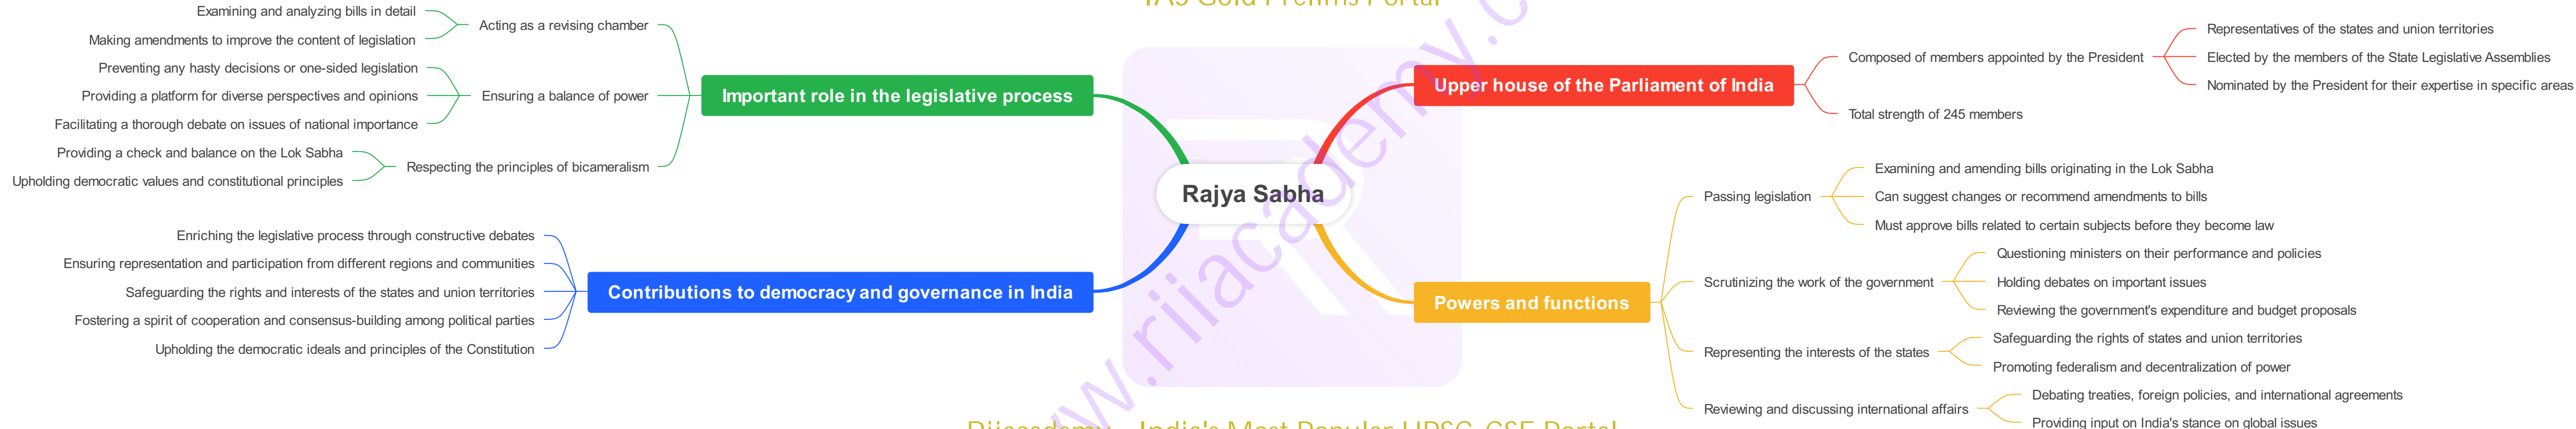 IAS Gold Prelims Portal
Examining and analyzing bills in detail
Making amendments to improve the content of legislation
Acting as a revising chamber
Preventing any hasty decisions or one-sided legislation
Providing a platform for diverse perspectives and opinions
Facilitating a thorough debate on issues of national importance
Ensuring a balance of power
Providing a check and balance on the Lok Sabha
Upholding democratic values and constitutional principles
Respecting the principles of bicameralism
Important role in the legislative process
Enriching the legislative process through constructive debates
Ensuring representation and participation from different regions and communities
Safeguarding the rights and interests of the states and union territories
Fostering a spirit of cooperation and consensus-building among political parties
Upholding the democratic ideals and principles of the Constitution
Contributions to democracy and governance in India
Rajya Sabha
Upper house of the Parliament of India
Composed of members appointed by the President
Representatives of the states and union territories
Elected by the members of the State Legislative Assemblies
Nominated by the President for their expertise in specific areas
Total strength of 245 members
Powers and functions
Passing legislation
Examining and amending bills originating in the Lok Sabha
Can suggest changes or recommend amendments to bills
Must approve bills related to certain subjects before they become law
Scrutinizing the work of the government
Questioning ministers on their performance and policies
Holding debates on important issues
Reviewing the government's expenditure and budget proposals
Representing the interests of the states
Safeguarding the rights of states and union territories
Promoting federalism and decentralization of power
Reviewing and discussing international affairs
Debating treaties, foreign policies, and international agreements
Providing input on India's stance on global issues
w.rijiacademy.c
India's Most Popular UPSC-CSE Portal